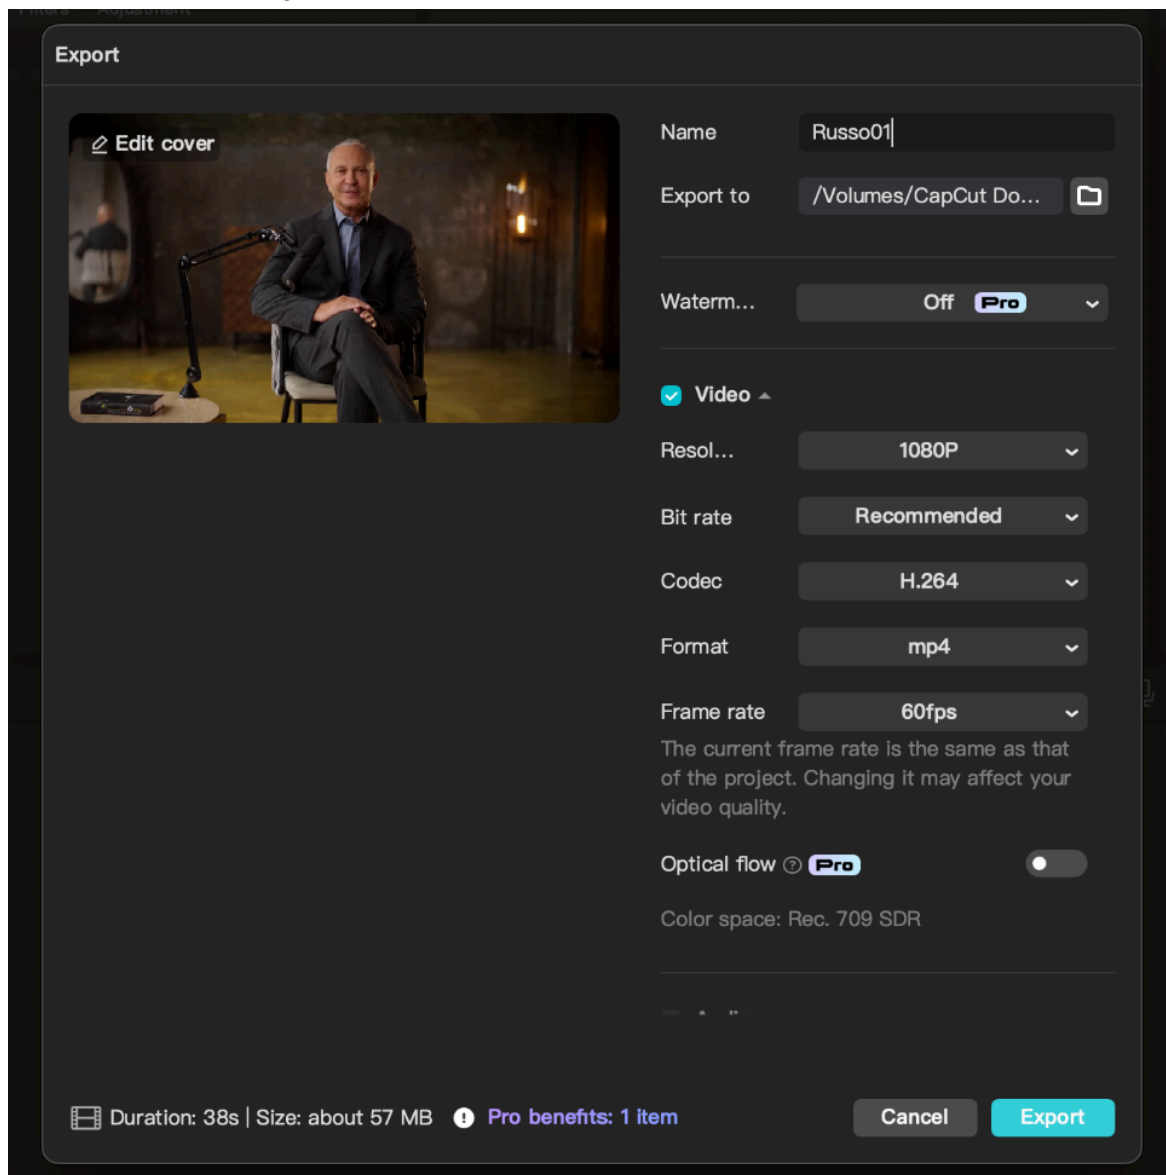 Filters Adjustment
Export
Edit cover
Name Russo01
Export to /Volumes/CapCut Do...
Waterm... Off Pro
Video
Resol... 1080P
Bit rate Recommended
Codec H.264
Format mp4
Frame rate 60fps
The current frame rate is the same as that
of the project. Changing it may affect your
video quality.
Optical flow ? Pro
Color space: Rec. 709 SDR
Duration: 38s | Size: about 57 MB ! Pro benefits: 1 item
Cancel Export